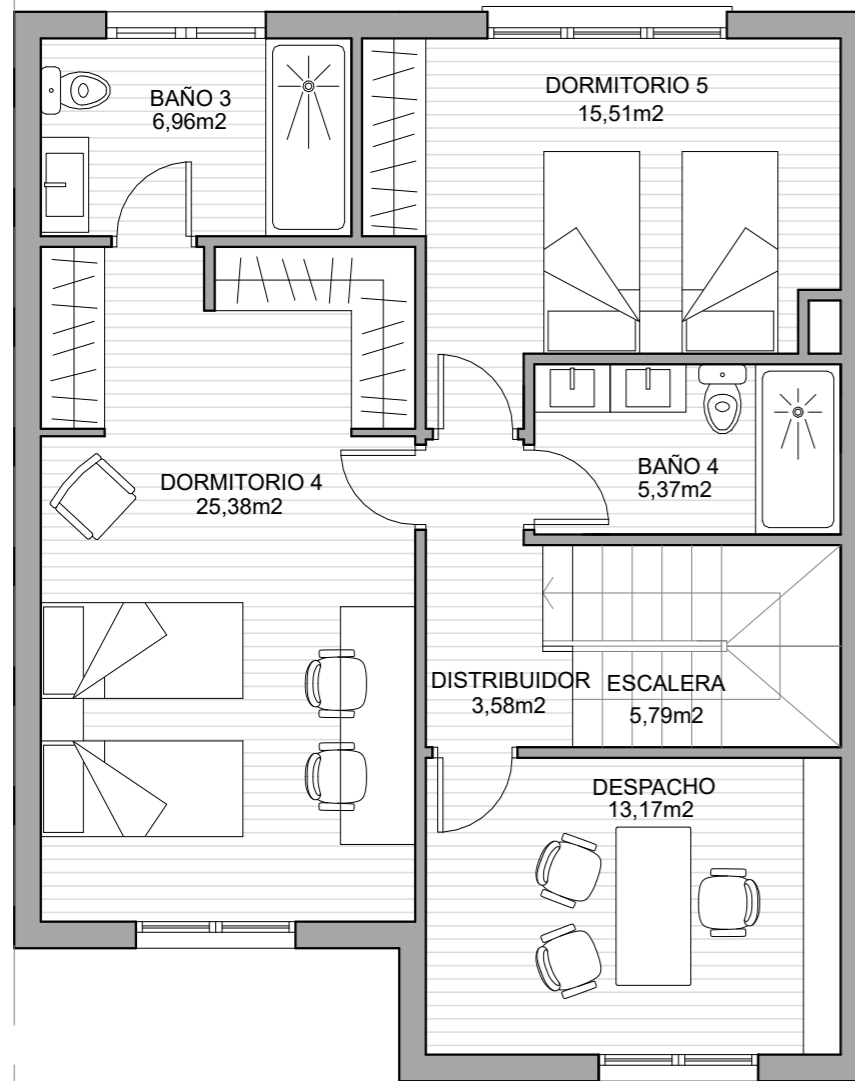 BAÑO 3
6,96m2
DORMITORIO 5
15,51m2
BAÑO 4
5,37m2
DORMITORIO 4
25,38m2
DISTRIBUIDOR
3,58m2
ESCALERA
5,79m2
DESPACHO
13,17m2